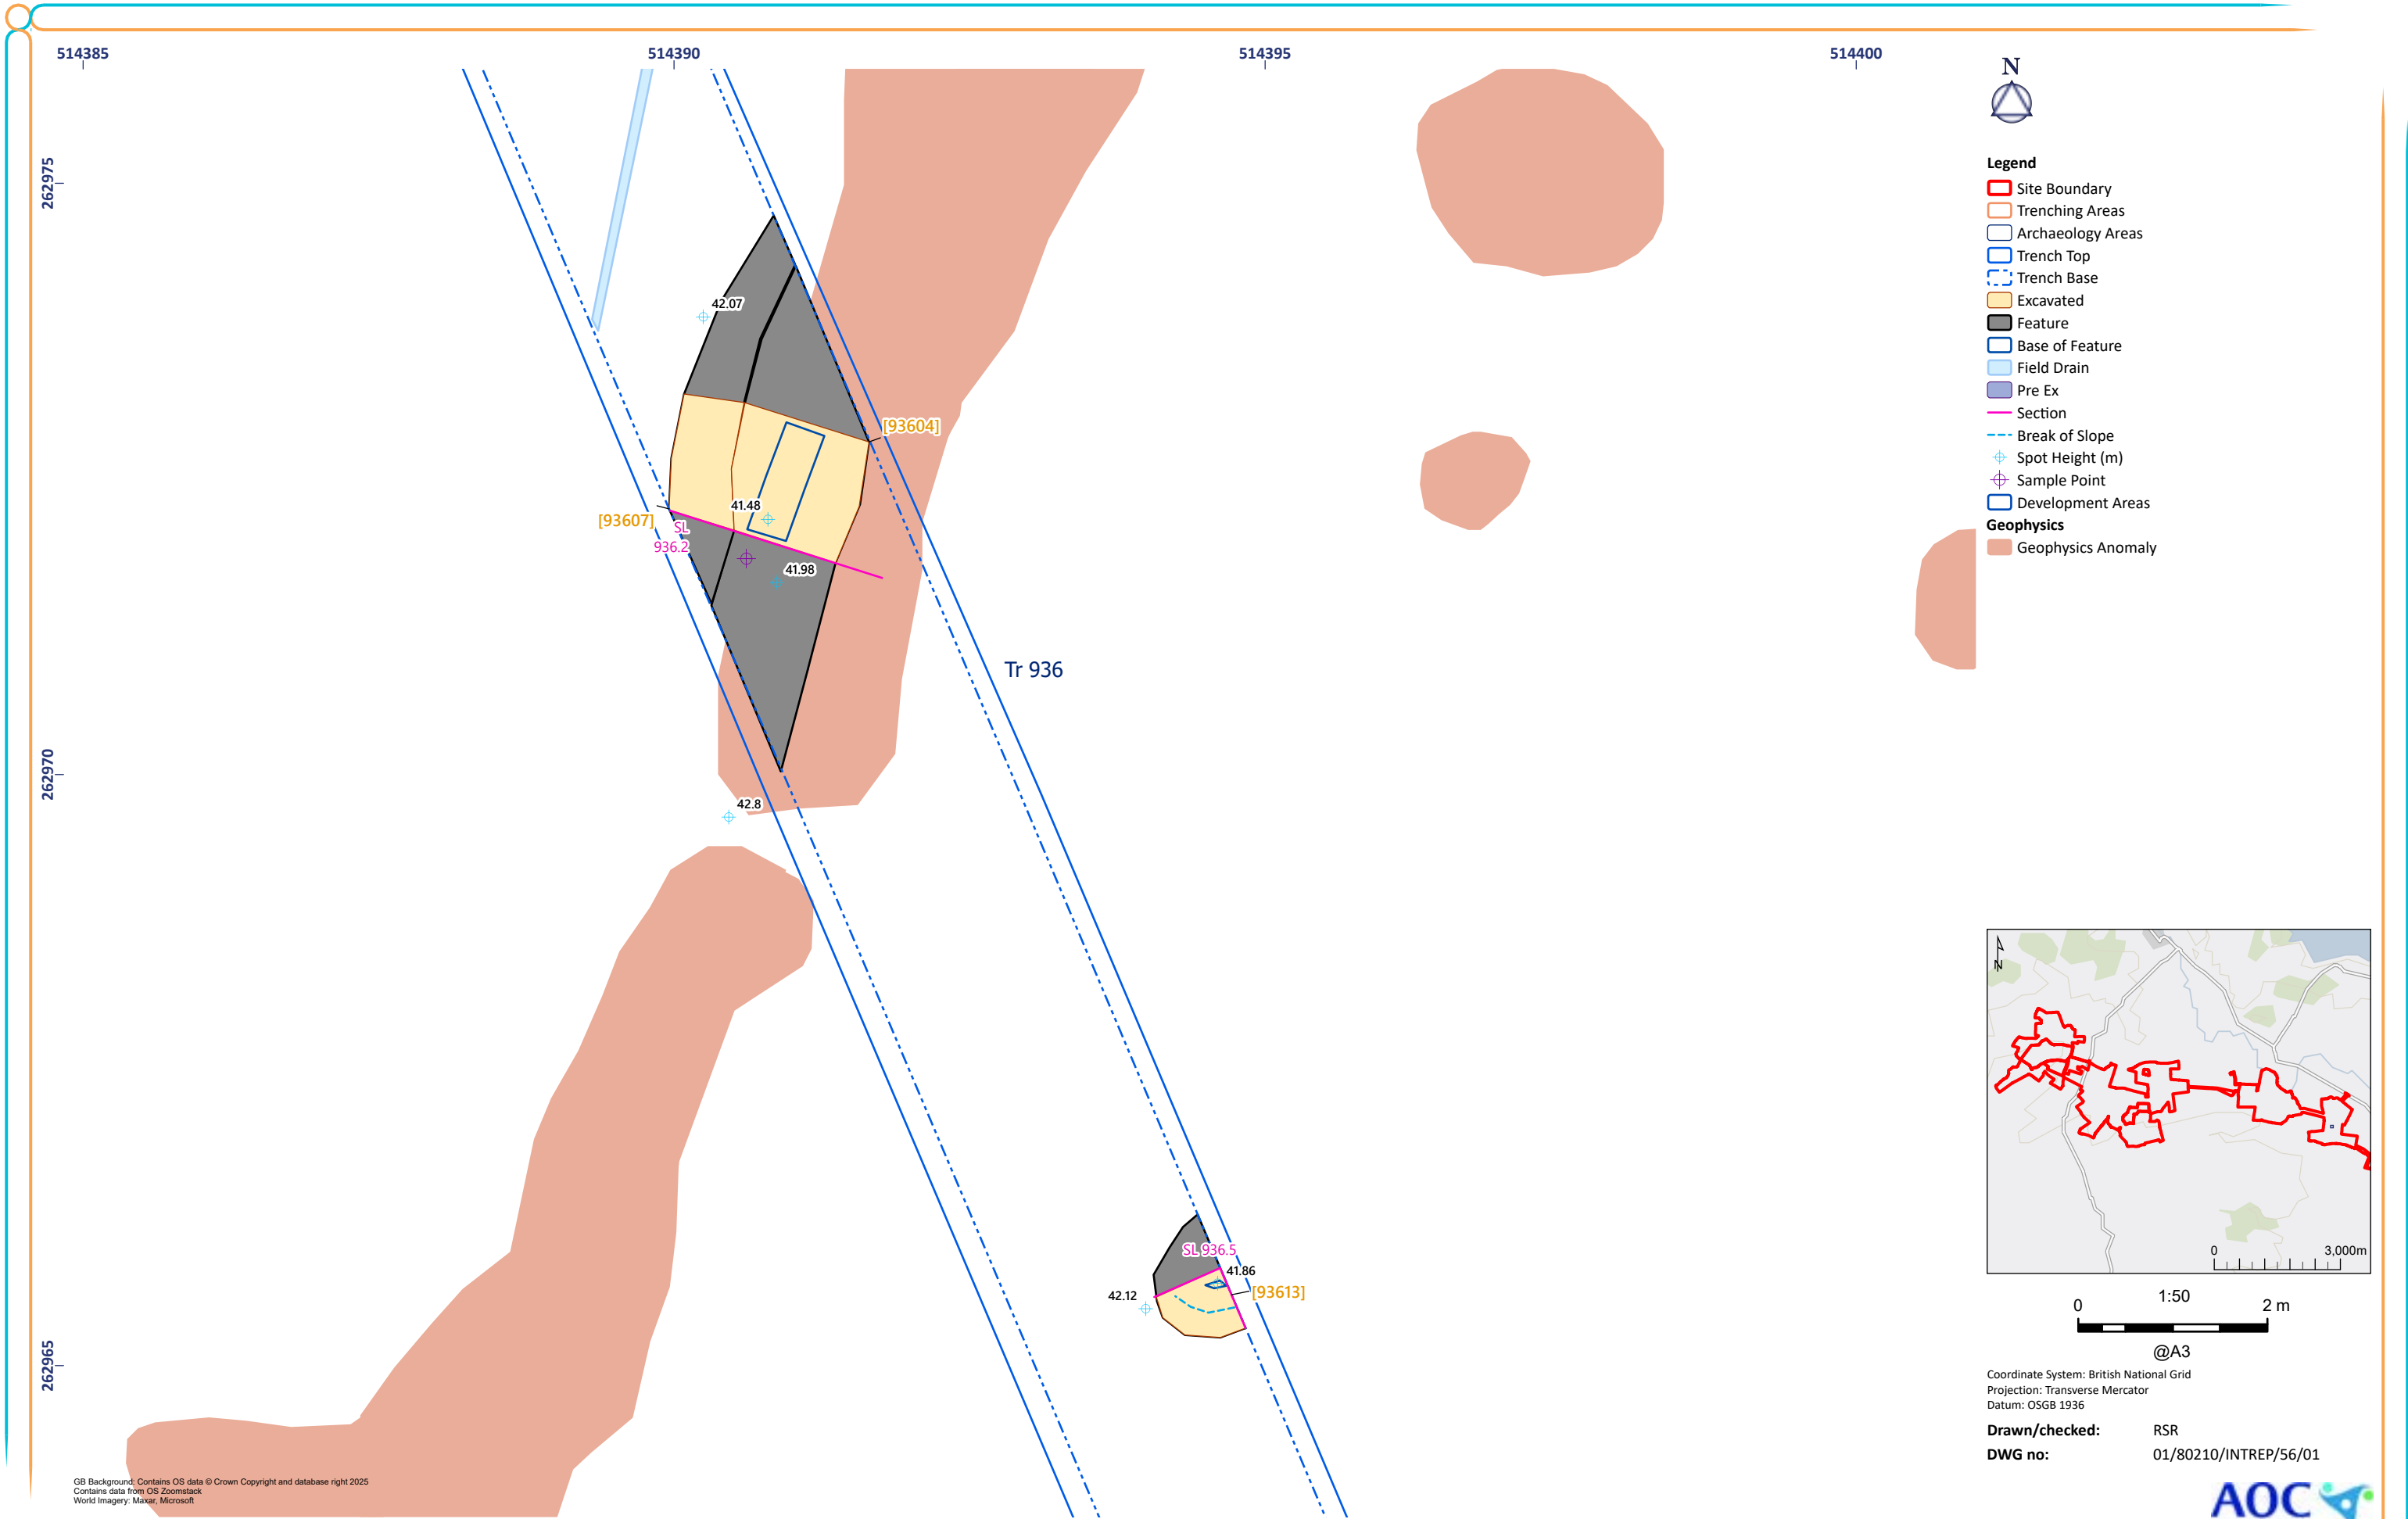 514385
514390
514395
514400
262975
262970
262965
42.07
[93604]
41.48
[93607]
SL
936.2
41.98
Tr 936
42.8
SL 936.5
41.86
42.12
[93613]
N
Legend
Site Boundary
Trenching Areas
Archaeology Areas
Trench Top
Trench Base
Excavated
Feature
Base of Feature
Field Drain
Pre Ex
Section
Break of Slope
Spot Height (m)
Sample Point
Development Areas
Geophysics
Geophysics Anomaly
N
0 3,000m
1:50
0 2 m
@A3
Coordinate System: British National Grid
Projection: Transverse Mercator
Datum: OSGB 1936
Drawn/checked: RSR
DWG no: 01/80210/INTREP/56/01
GB Background: Contains OS data © Crown Copyright and database right 2025
Contains data from OS Zoomstack
World Imagery: Maxar, Microsoft
AOC